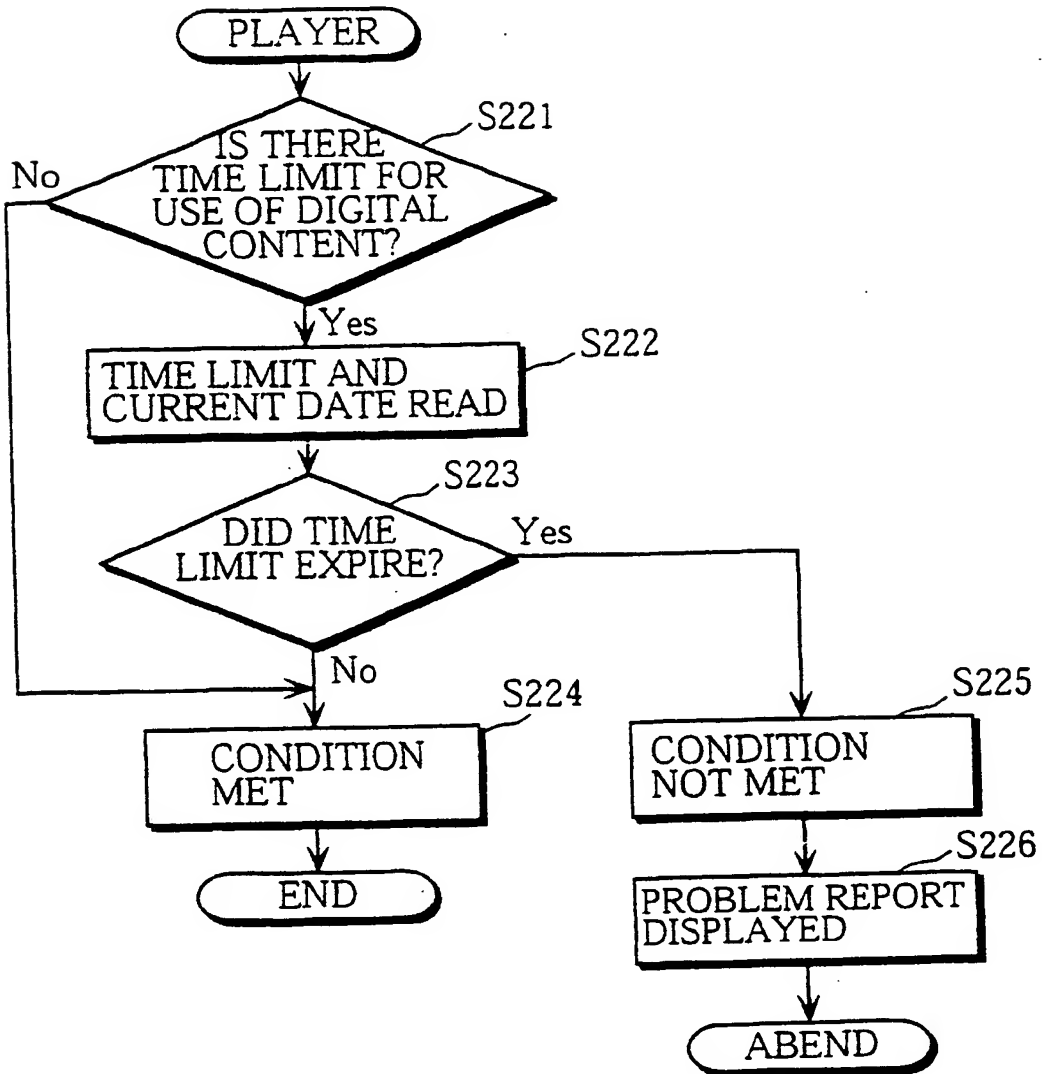 PLAYER
S221
IS THERE
TIME LIMIT FOR
USE OF DIGITAL
CONTENT?
No
Yes
S222
TIME LIMIT AND
CURRENT DATE READ
S223
DID TIME
LIMIT EXPIRE?
Yes
No
S224
CONDITION
MET
END
S225
CONDITION
NOT MET
S226
PROBLEM REPORT
DISPLAYED
ABEND